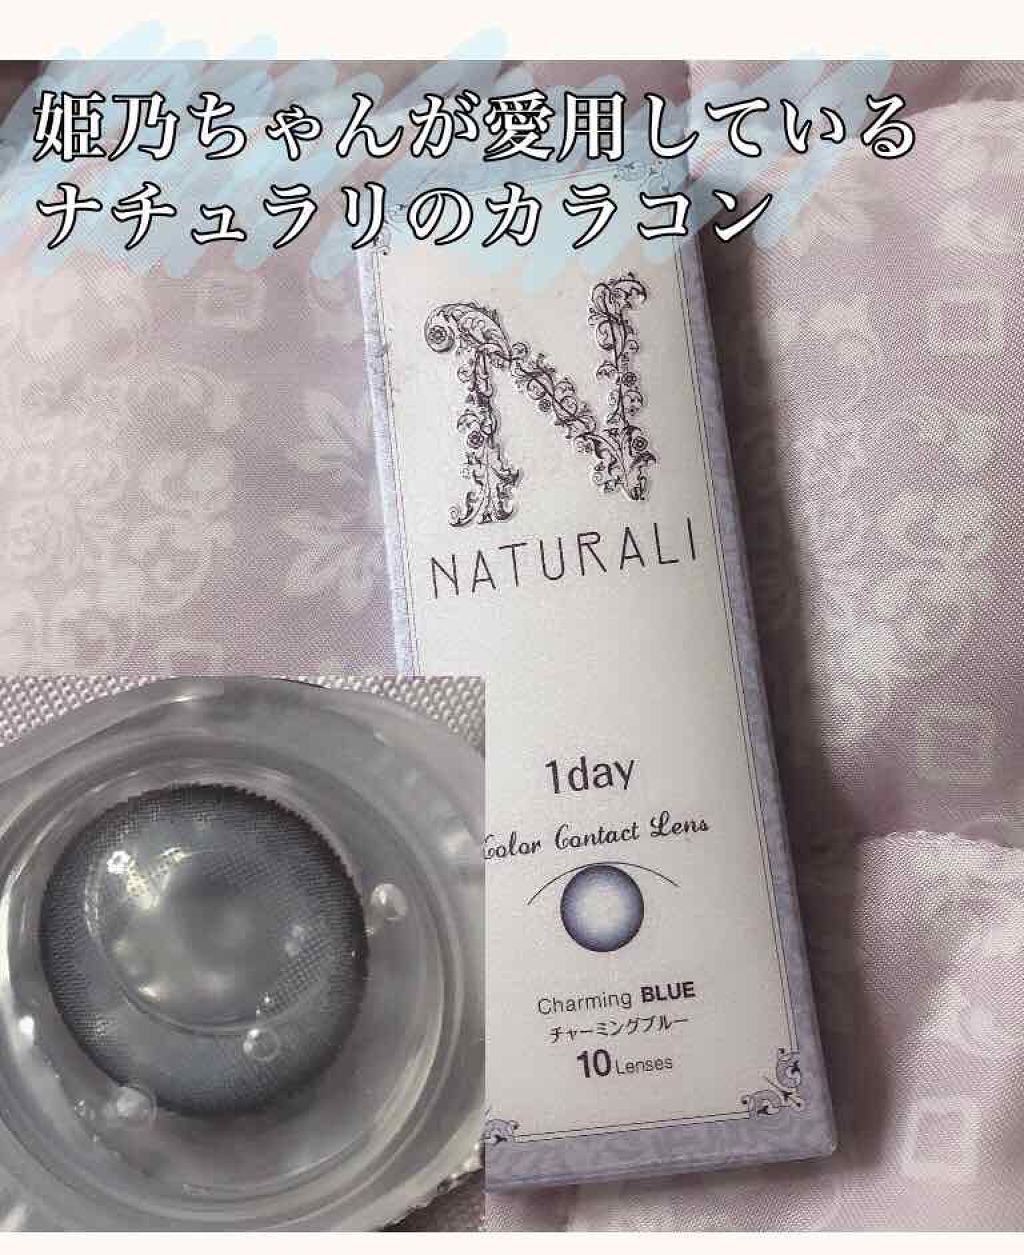 姫乃ちゃんが愛用している
ナチュラリのカラコン
N
NATURALI
1day
Color Contact Lens
Charming BLUE
チャーミングブルー
10 Lenses